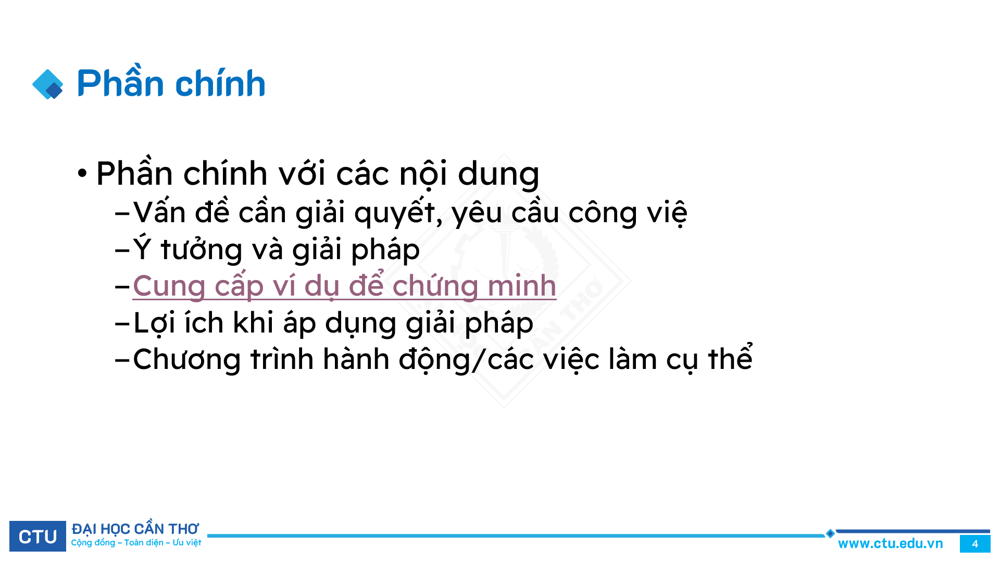 Phần chính
• Phần chính với các nội dung
–Vấn đề cần giải quyết, yêu cầu công việ
–Ý tưởng và giải pháp
–Cung cấp ví dụ để chứng minh
–Lợi ích khi áp dụng giải pháp
–Chương trình hành động/các việc làm cụ thể
CTU
ĐẠI HỌC CẦN THƠ
Cộng đồng – Toàn diện – Ưu việt
www.ctu.edu.vn
4